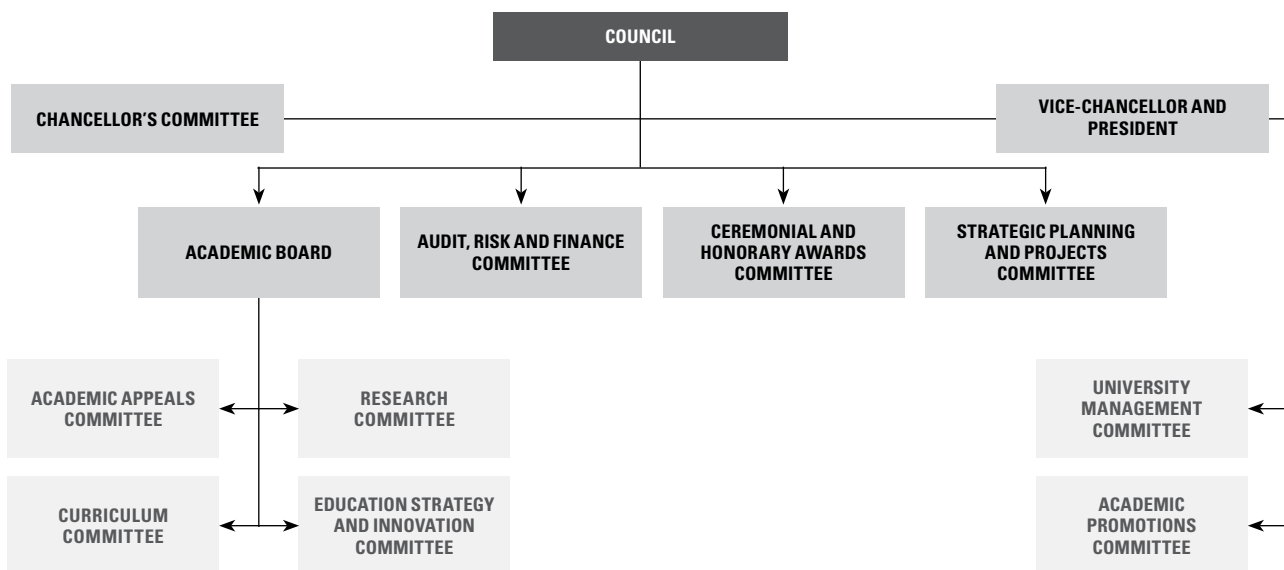 COUNCIL
CHANCELLOR'S COMMITTEE
VICE-CHANCELLOR AND
PRESIDENT
ACADEMIC BOARD
AUDIT, RISK AND FINANCE
COMMITTEE
CEREMONIAL AND
HONORARY AWARDS
COMMITTEE
STRATEGIC PLANNING
AND PROJECTS
COMMITTEE
ACADEMIC APPEALS
COMMITTEE
RESEARCH
COMMITTEE
UNIVERSITY
MANAGEMENT
COMMITTEE
CURRICULUM
COMMITTEE
EDUCATION STRATEGY
AND INNOVATION
COMMITTEE
ACADEMIC
PROMOTIONS
COMMITTEE